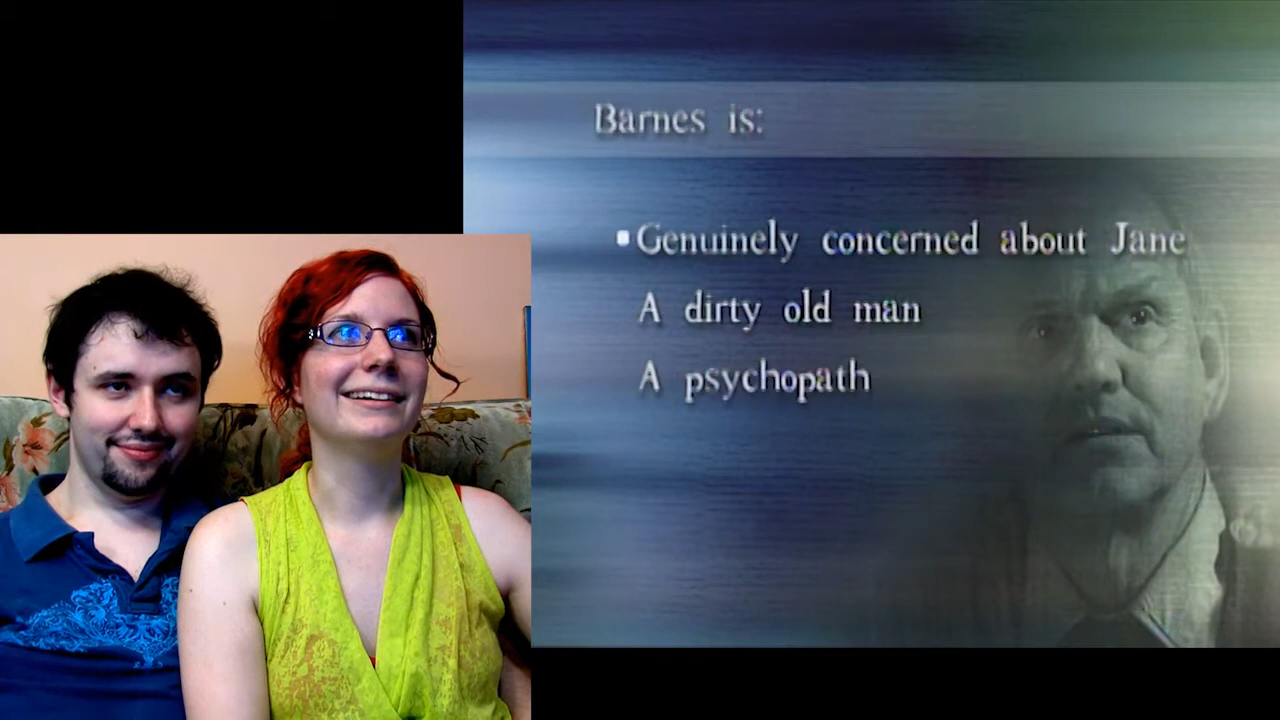 Barnes is:
▪Genuinely concerned about Jane
A dirty old man
A psychopath